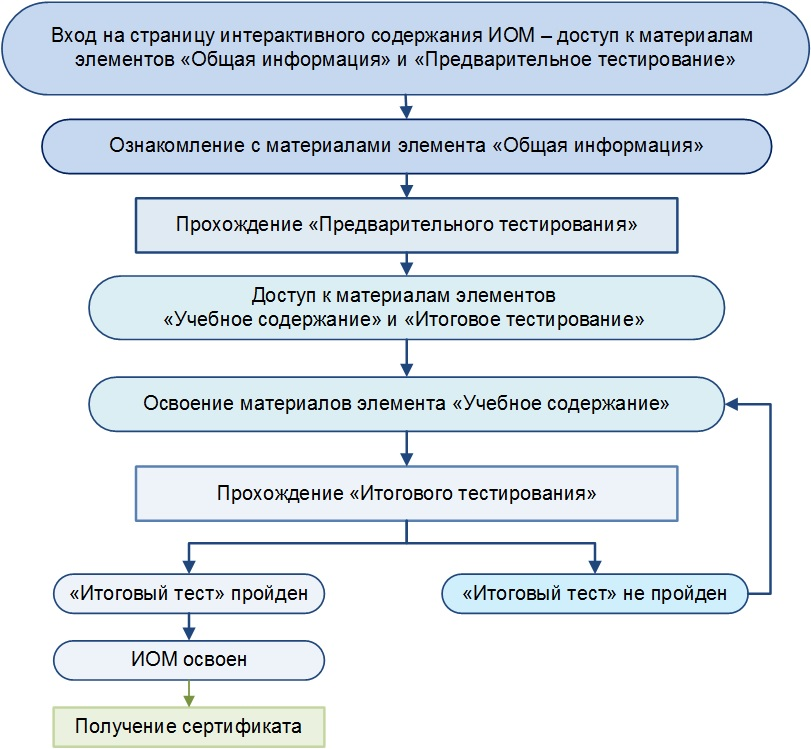 Вход на страницу интерактивного содержания ИОМ – доступ к материалам
элементов «Общая информация» и «Предварительное тестирование»
Ознакомление с материалами элемента «Общая информация»
Прохождение «Предварительного тестирования»
Доступ к материалам элементов
«Учебное содержание» и «Итоговое тестирование»
Освоение материалов элемента «Учебное содержание»
Прохождение «Итогового тестирования»
«Итоговый тест» пройден
«Итоговый тест» не пройден
ИОМ освоен
Получение сертификата